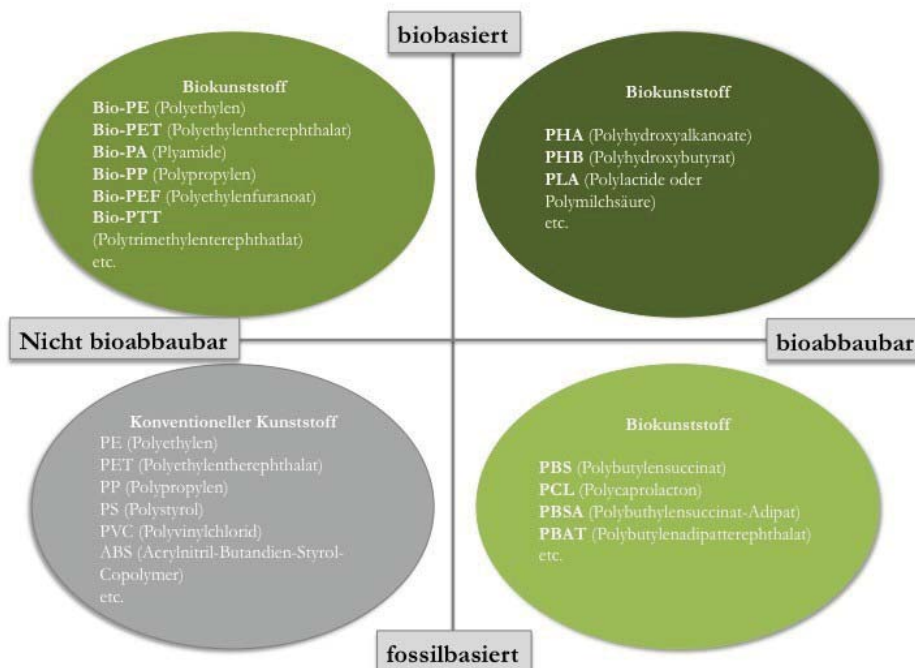 biobasiert
Biokunststoff
Bio-PE (Polyethylen)
Bio-PET (Polyethylentherephthalat)
Bio-PA (Plyamide)
Bio-PP (Polypropylen)
Bio-PEF (Polyethylenfuranoat)
Bio-PTT
(Polytrimethylenterephthatlat)
etc.
Biokunststoff
PHA (Polyhydroxyalkanoate)
PHB (Polyhydroxybutyrat)
PLA (Polylactide oder
Polymilchsäure)
etc.
Nicht bioabbaubar
bioabbaubar
Konventioneller Kunststoff
PE (Polyethylen)
PET (Polyethylentherephthalat)
PP (Polypropylen)
PS (Polystyrol)
PVC (Polyvinylchlorid)
ABS (Acrylnitril-Butandien-Styrol-
Copolymer)
etc.
Biokunststoff
PBS (Polybutylensuccinat)
PCL (Polycaprolacton)
PBSA (Polybuthylensuccinat-Adipat)
PBAT (Polybutylenadipatterephthalat)
etc.
fossilbasiert